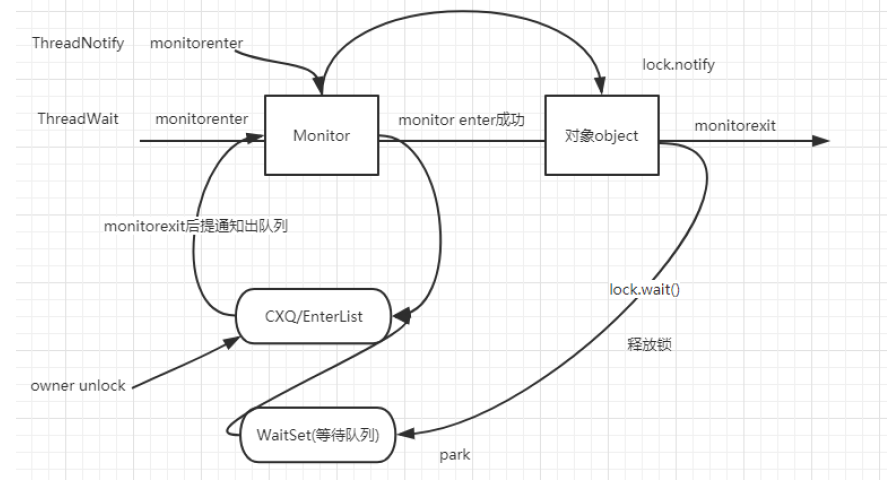 ThreadNotify monitorenter
lock.notify
ThreadWait monitorenter
Monitor
monitor enter成功
对象object
monitorexit
monitorexit后提通知出队列
CXQ/EnterList
lock.wait()
释放锁
owner unlock
WaitSet(等待队列)
park